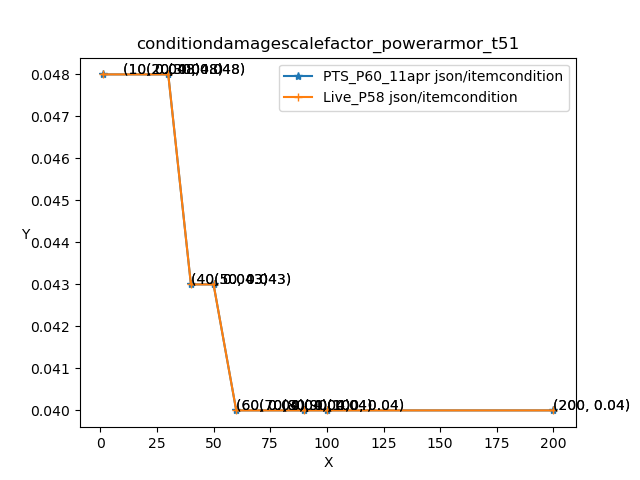 conditiondamagescalefactor_powerarmor_t51
PTS_P60_11apr json/itemcondition
Live_P58 json/itemcondition
0.048
0.047
0.046
0.045
0.044
0.043
0.042
0.041
0.040
Y
(200, 0.04)
0 25 50 75 100 125 150 175 200
X